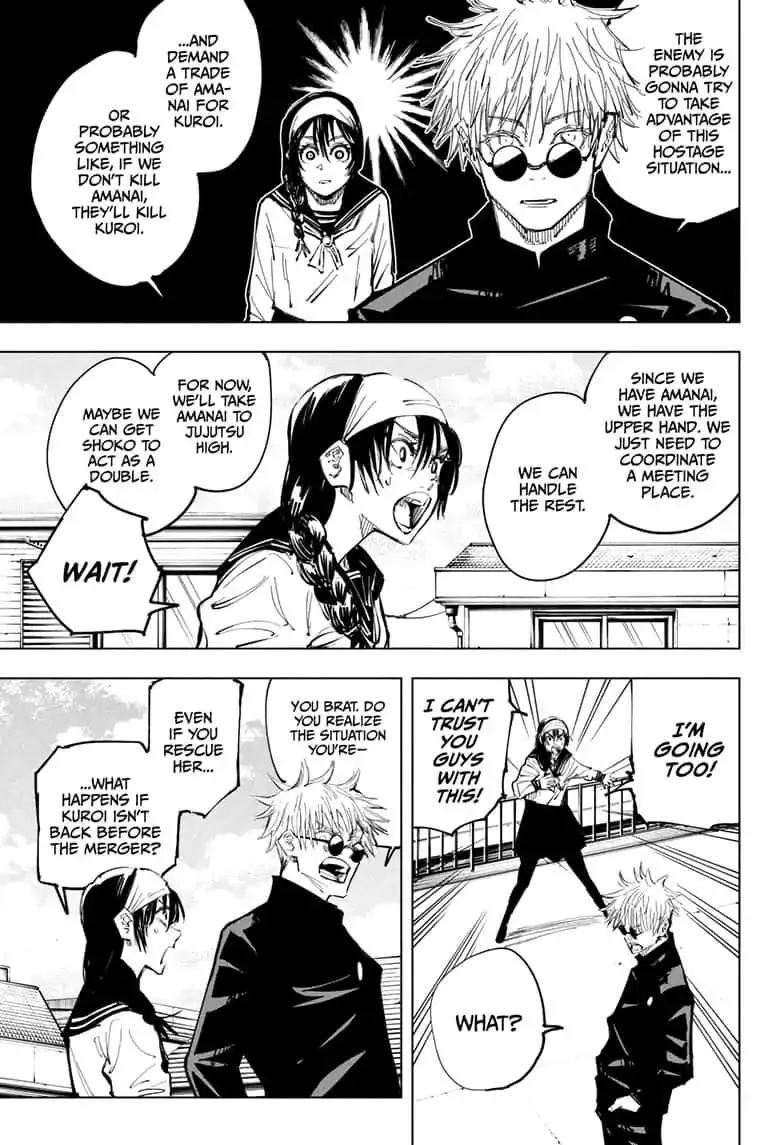 THE
ENEMY IS
PROBABLY
GONNA TRY
TO TAKE
ADVANTAGE
OF THIS
HOSTAGE
SITUATION...
...AND
DEMAND
A TRADE
OF AMA-
NAI FOR
KUROI.
OR
PROBABLY
SOMETHING
LIKE, IF WE
DON'T KILL
AMANAI,
THEY'LL KILL
KUROI.
SINCE WE
HAVE AMANAI,
WE HAVE THE
UPPER HAND. WE
JUST NEED TO
COORDINATE
A MEETING
PLACE.
WE CAN
HANDLE
THE REST.
FOR NOW,
WE'LL TAKE
AMANAI TO
JUJUTSU
HIGH.
MAYBE WE
CAN GET
SHOKO TO
ACT AS A
DOUBLE.
WAIT!
I'M
GOING
TOO!
I CAN'T
TRUST
YOU
GUYS
WITH
THIS!
WHAT?
YOU BRAT. DO
YOU REALIZE
THE SITUATION
YOU'RE–
EVEN
IF YOU
RESCUE
HER...
...WHAT
HAPPENS IF
KUROI ISN'T
BACK BEFORE
THE MERGER?